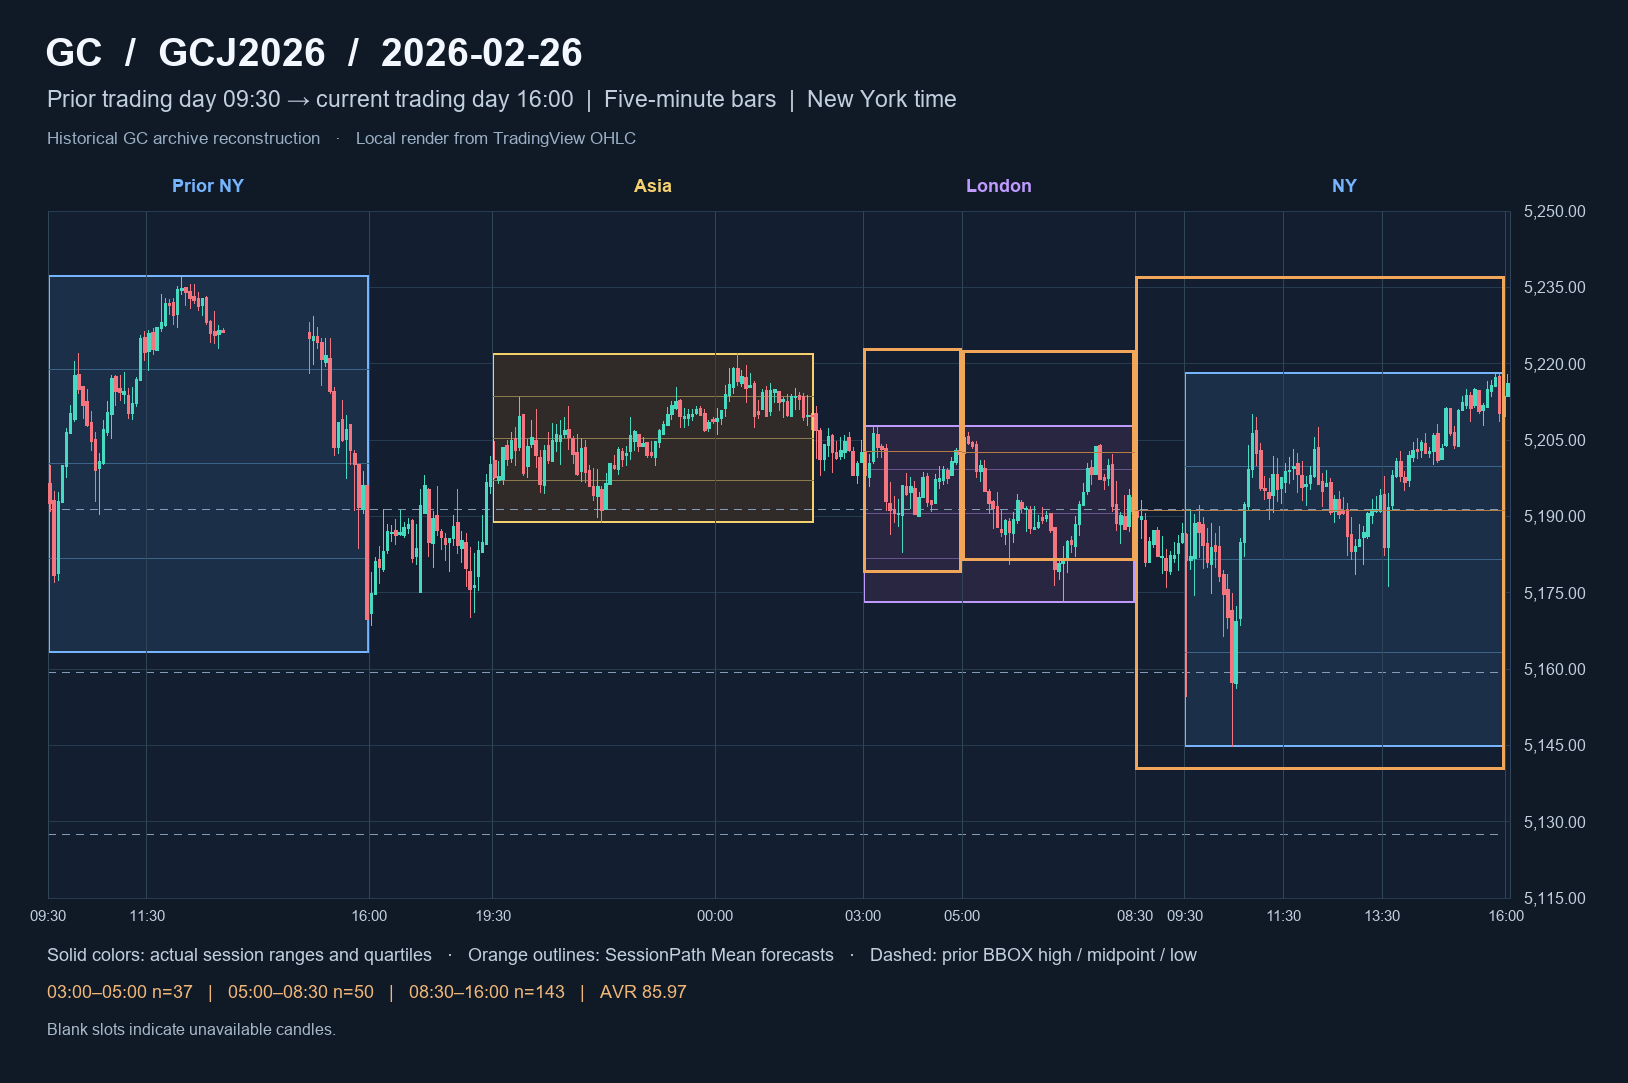 GC / GCJ2026 / 2026-02-26
Prior trading day 09:30 → current trading day 16:00 | Five-minute bars | New York time
Historical GC archive reconstruction · Local render from TradingView OHLC
Prior NY Asia London NY
5,250.00
5,235.00
5,220.00
5,205.00
5,190.00
5,175.00
5,160.00
5,145.00
5,130.00
5,115.00
09:30 11:30 16:00 19:30 00:00 03:00 05:00 08:30 09:30 11:30 13:30 16:00
Solid colors: actual session ranges and quartiles · Orange outlines: SessionPath Mean forecasts · Dashed: prior BBOX high / midpoint / low
03:00–05:00 n=37 | 05:00–08:30 n=50 | 08:30–16:00 n=143 | AVR 85.97
Blank slots indicate unavailable candles.